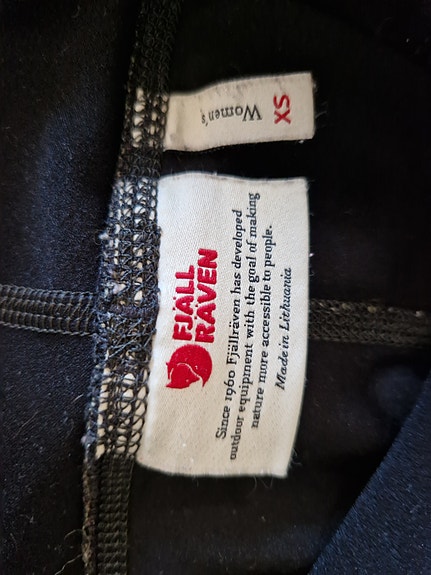 Women's
XS
FJÄLL
RÄVEN
Since 1960 Fjällräven has developed
outdoor equipment with the goal of making
nature more accessible to people.
Made in Lithuania